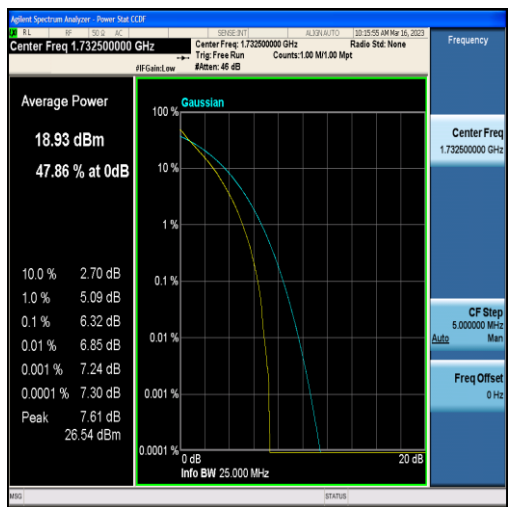 Agilent Spectrum Analyzer - Power Stat CCDF
RL RF 50 Ω AC SENSE:INT ALIGN AUTO 10:15:55 AM Mar 16, 2023
Center Freq 1.732500000 GHz
Center Freq: 1.732500000 GHz Radio Std: None
Trig: Free Run Counts:1.00 M/1.00 Mpt
#IFGain:Low #Atten: 46 dB
Frequency
Average Power
18.93 dBm
47.86 % at 0dB
10.0 % 2.70 dB
1.0 % 5.09 dB
0.1 % 6.32 dB
0.01 % 6.85 dB
0.001 % 7.24 dB
0.0001 % 7.30 dB
Peak 7.61 dB
26.54 dBm
Gaussian
100 %
10 %
1 %
0.1 %
0.01 %
0.001 %
0.0001 %
0 dB 20 dB
Info BW 25.000 MHz
Center Freq
1.732500000 GHz
CF Step
5.000000 MHz
Auto Man
Freq Offset
0 Hz
MSG STATUS